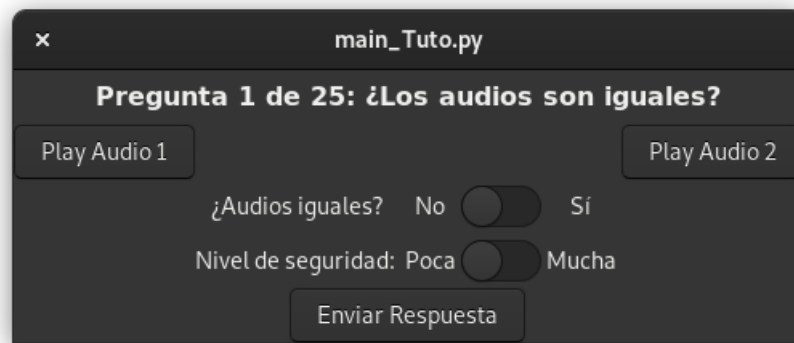 × main_Tuto.py
Pregunta 1 de 25: ¿Los audios son iguales?
Play Audio 1 Play Audio 2
¿Audios iguales? No Sí
Nivel de seguridad: Poca Mucha
Enviar Respuesta